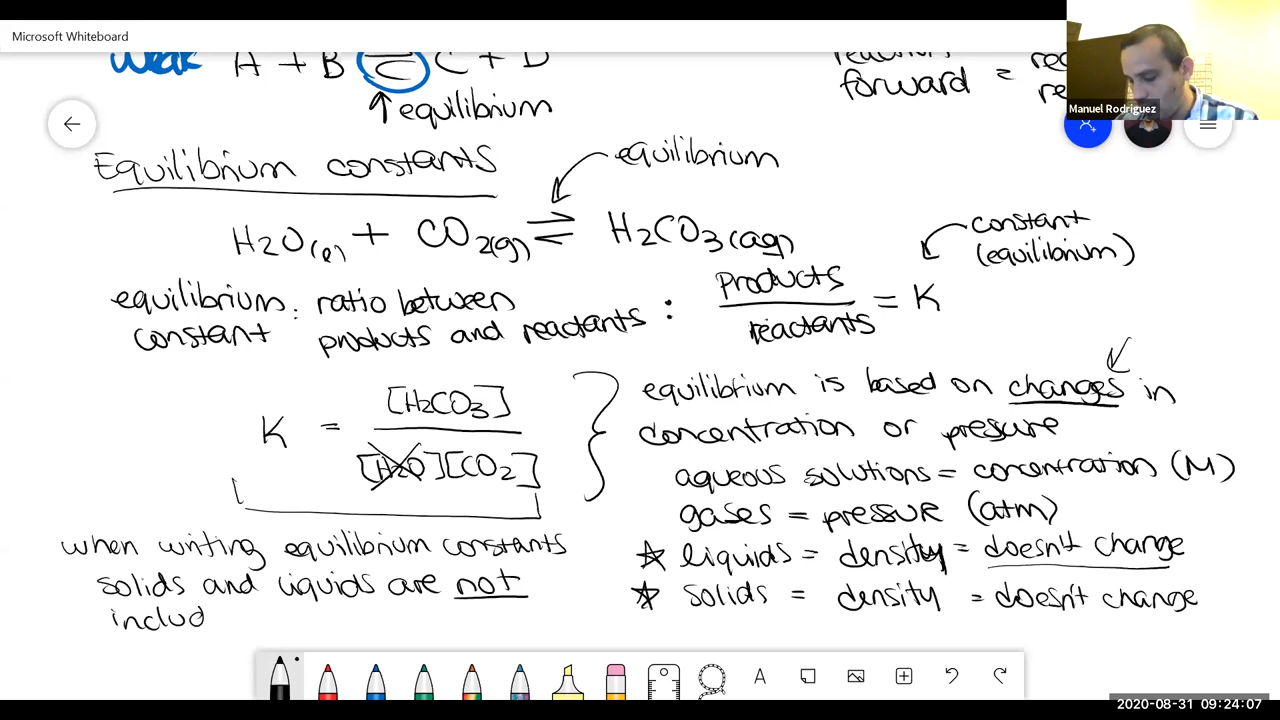 Microsoft Whiteboard
weak A + B ⇌ C + D
forward =
↑ equilibrium
Manuel Rodriguez
Equilibrium constants
equilibrium
H2O(l) + CO2(g) ⇌ H2CO3(aq)
constant
(equilibrium)
equilibrium : ratio between
constant products and reactants :
Products
reactants
= K
K = [H2CO3]
[H2O][CO2]
equilibrium is based on changes in
concentration or pressure
aqueous solutions = concentration (M)
gases = pressure (atm)
☆ liquids = density = doesn't change
☆ solids = density = doesn't change
when writing equilibrium constants
solids and liquids are not
includ
A
2020-08-31 09:24:07